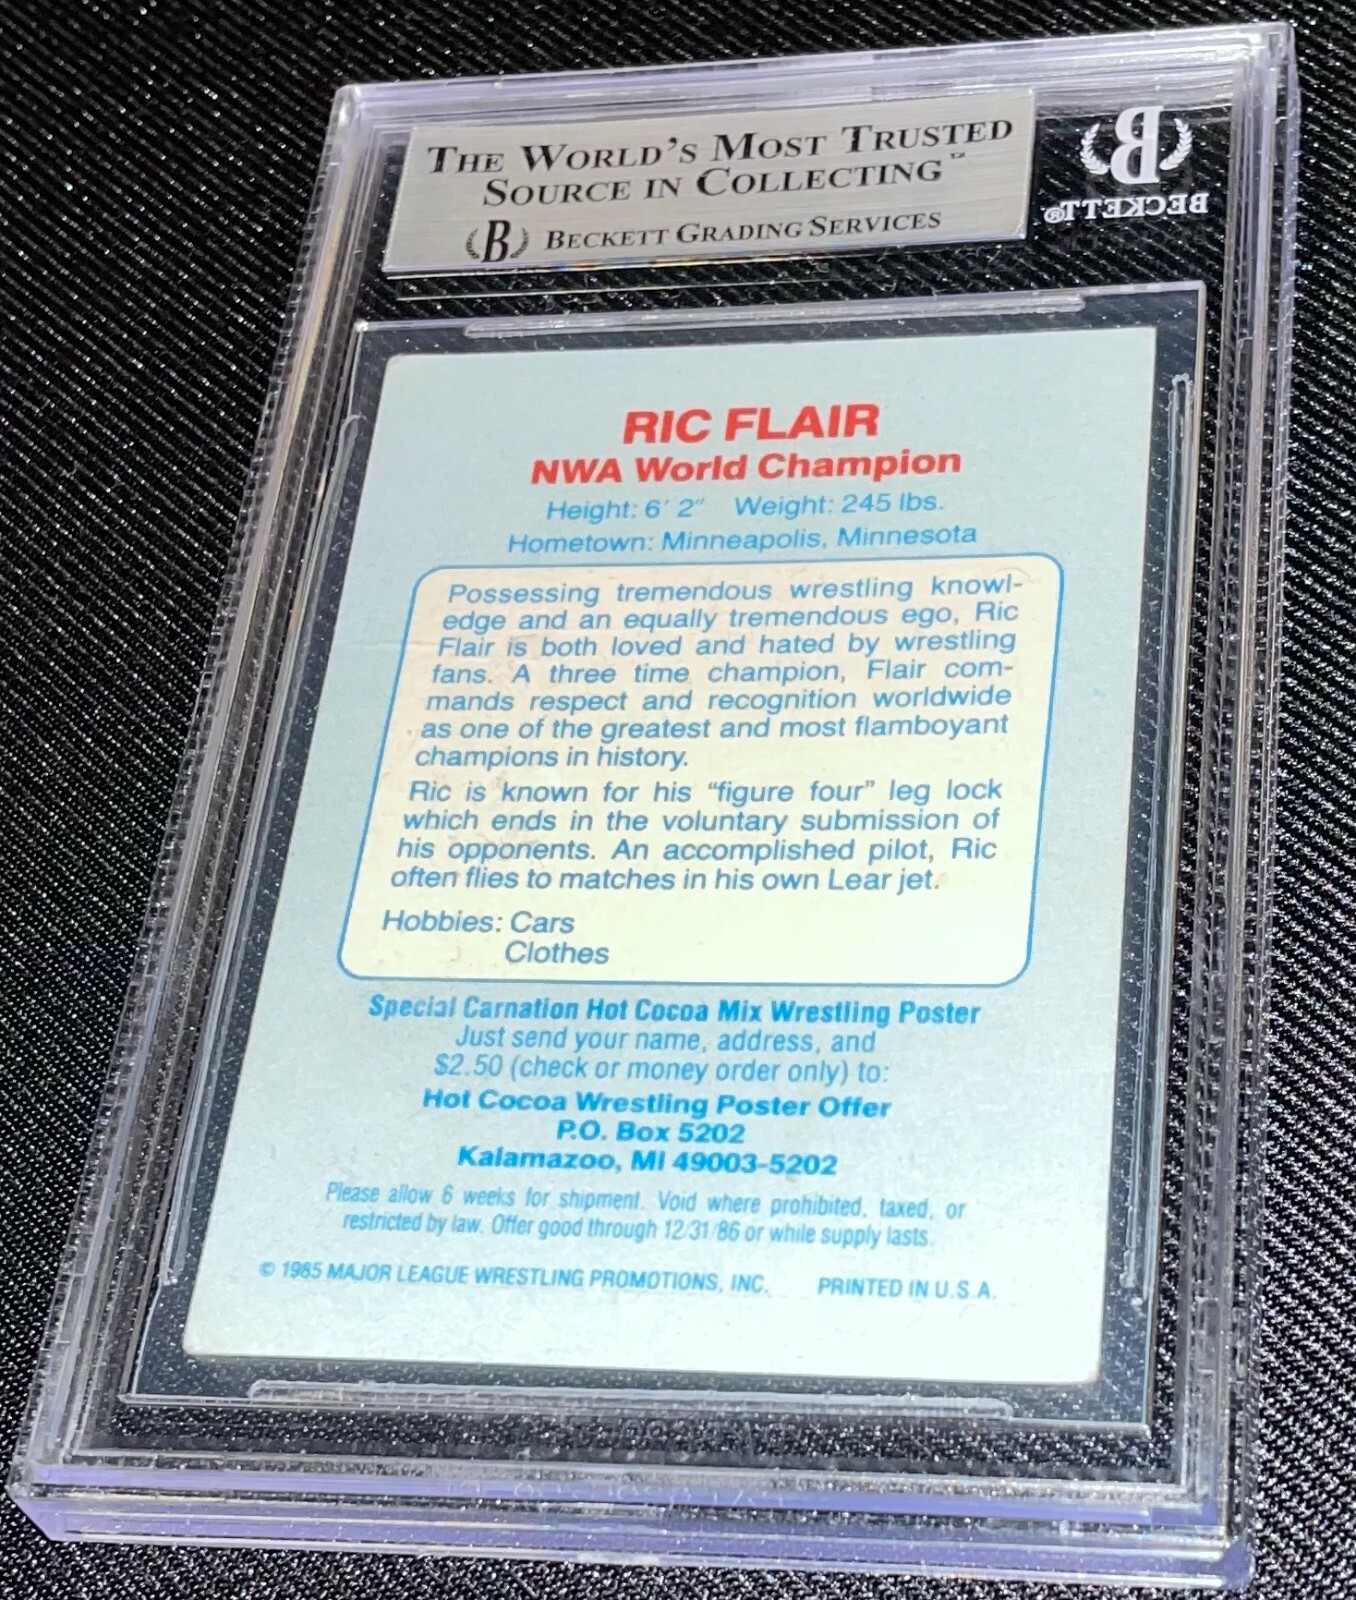 THE WORLD'S MOST TRUSTED
SOURCE IN COLLECTING™
B BECKETT GRADING SERVICES
B
BECKETT®
RIC FLAIR
NWA World Champion
Height: 6' 2" Weight: 245 lbs.
Hometown: Minneapolis, Minnesota
Possessing tremendous wrestling knowl-
edge and an equally tremendous ego, Ric
Flair is both loved and hated by wrestling
fans. A three time champion, Flair com-
mands respect and recognition worldwide
as one of the greatest and most flamboyant
champions in history.
Ric is known for his "figure four" leg lock
which ends in the voluntary submission of
his opponents. An accomplished pilot, Ric
often flies to matches in his own Lear jet.
Hobbies: Cars
Clothes
Special Carnation Hot Cocoa Mix Wrestling Poster
Just send your name, address, and
$2.50 (check or money order only) to:
Hot Cocoa Wrestling Poster Offer
P.O. Box 5202
Kalamazoo, MI 49003-5202
Please allow 6 weeks for shipment. Void where prohibited, taxed, or
restricted by law. Offer good through 12/31/86 or while supply lasts.
© 1985 MAJOR LEAGUE WRESTLING PROMOTIONS, INC. PRINTED IN U.S.A.